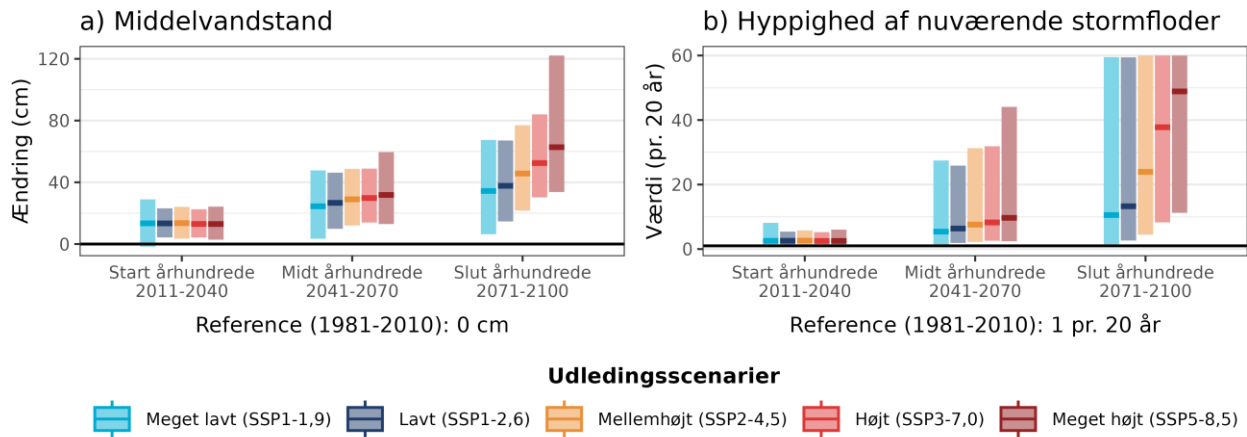 a) Middelvandstand
Ændring (cm)
120
80
40
0
Start århundrede
2011-2040
Midt århundrede
2041-2070
Slut århundrede
2071-2100
Reference (1981-2010): 0 cm
b) Hyppighed af nuværende stormfloder
Værdi (pr. 20 år)
60
40
20
0
Start århundrede
2011-2040
Midt århundrede
2041-2070
Slut århundrede
2071-2100
Reference (1981-2010): 1 pr. 20 år
Udledingsscenarier
Meget lavt (SSP1-1,9)
Lavt (SSP1-2,6)
Mellemhøjt (SSP2-4,5)
Højt (SSP3-7,0)
Meget højt (SSP5-8,5)